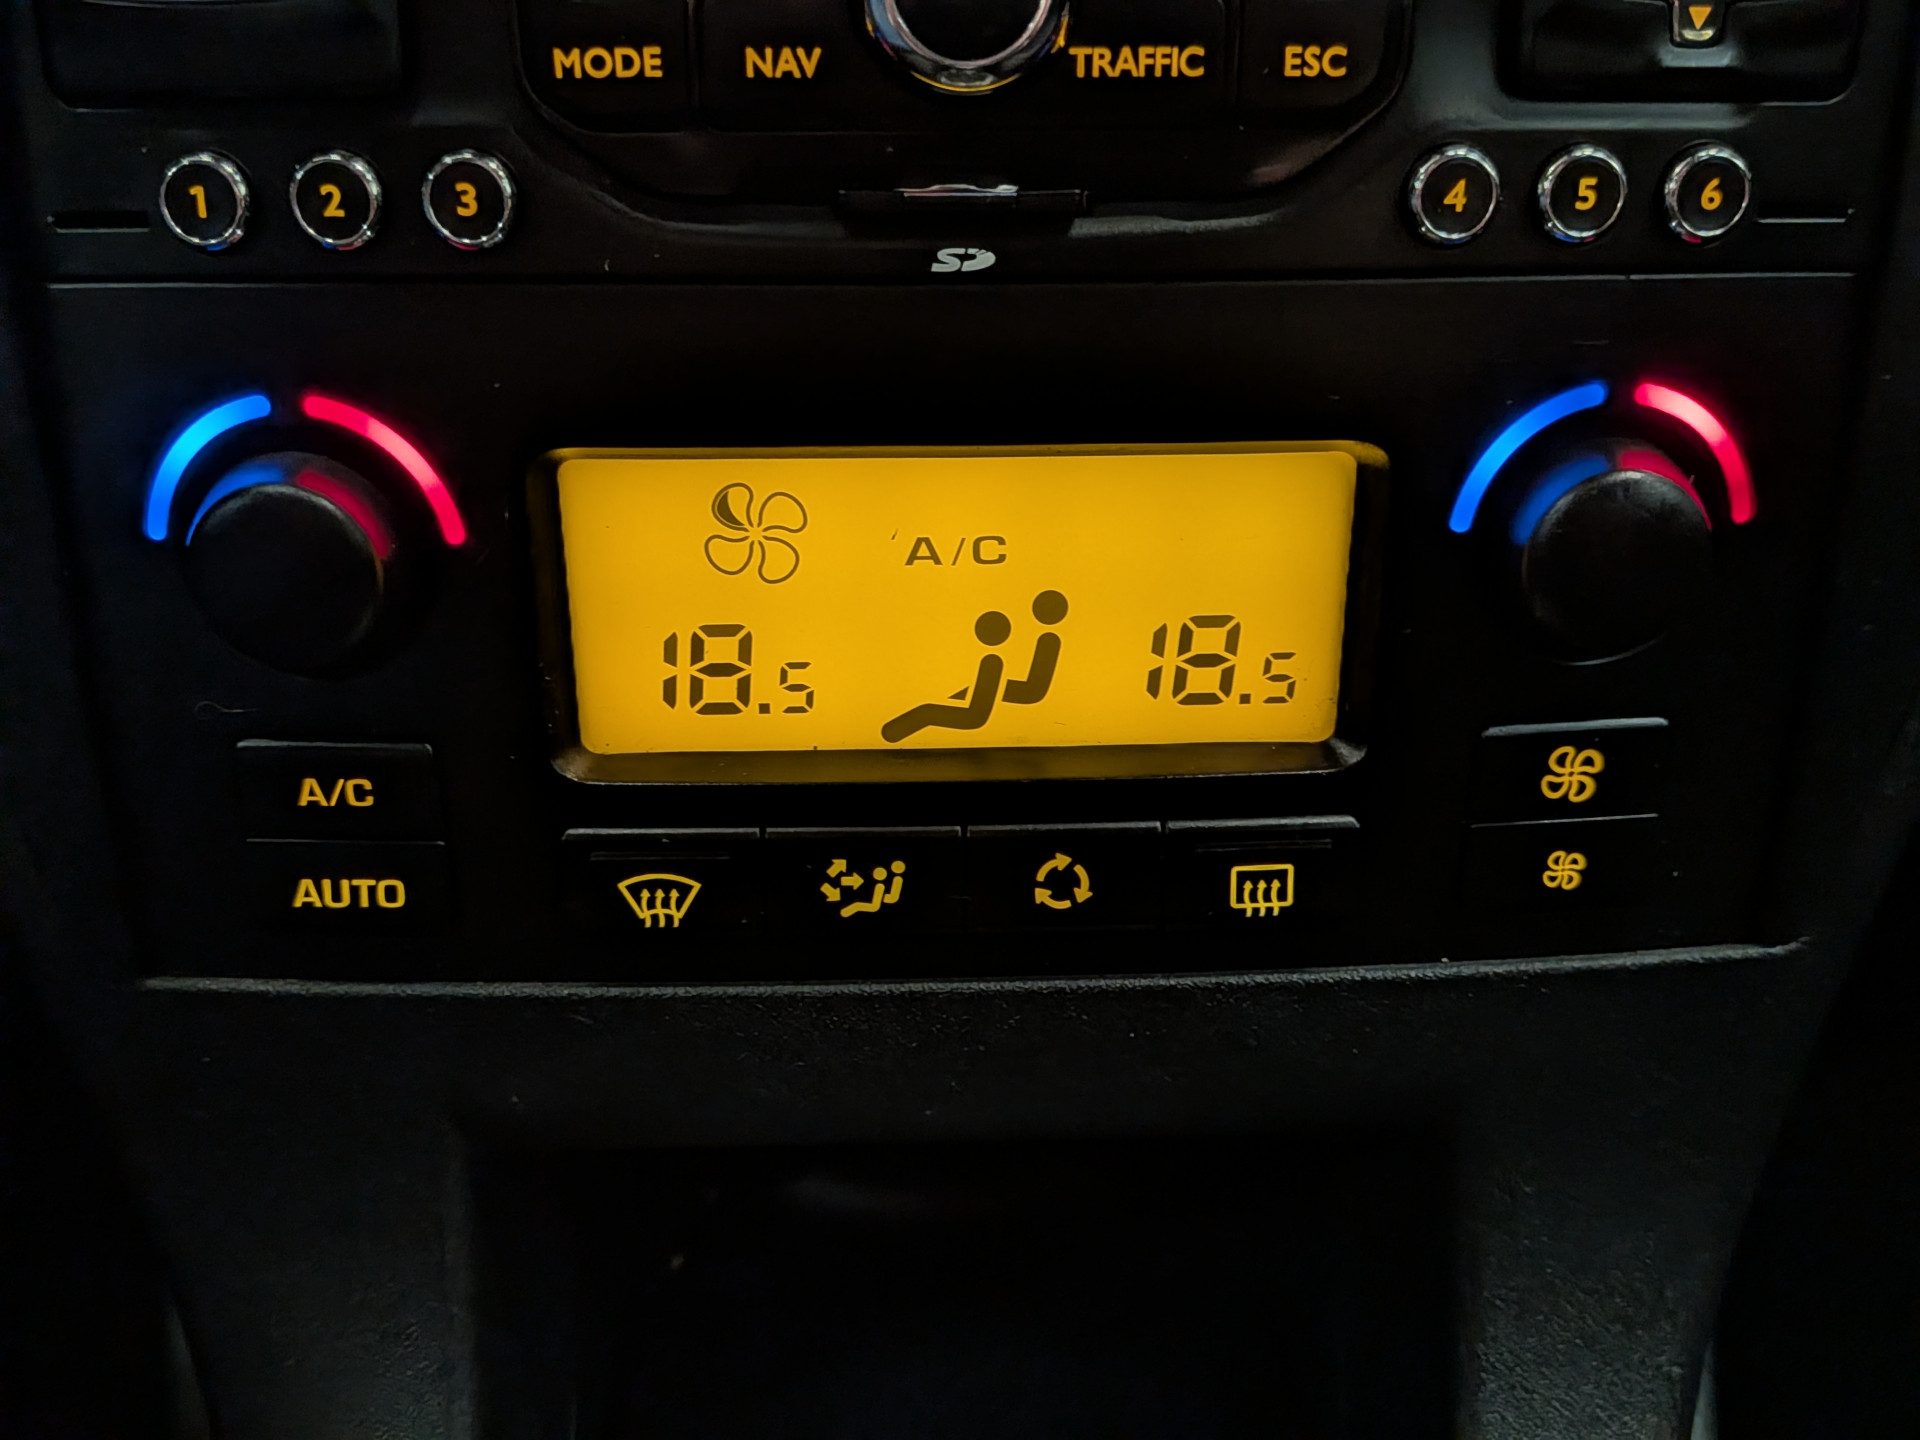 MODE NAV TRAFFIC ESC
1 2 3 4 5 6
SD
A/C
18.5 18.5
A/C
AUTO